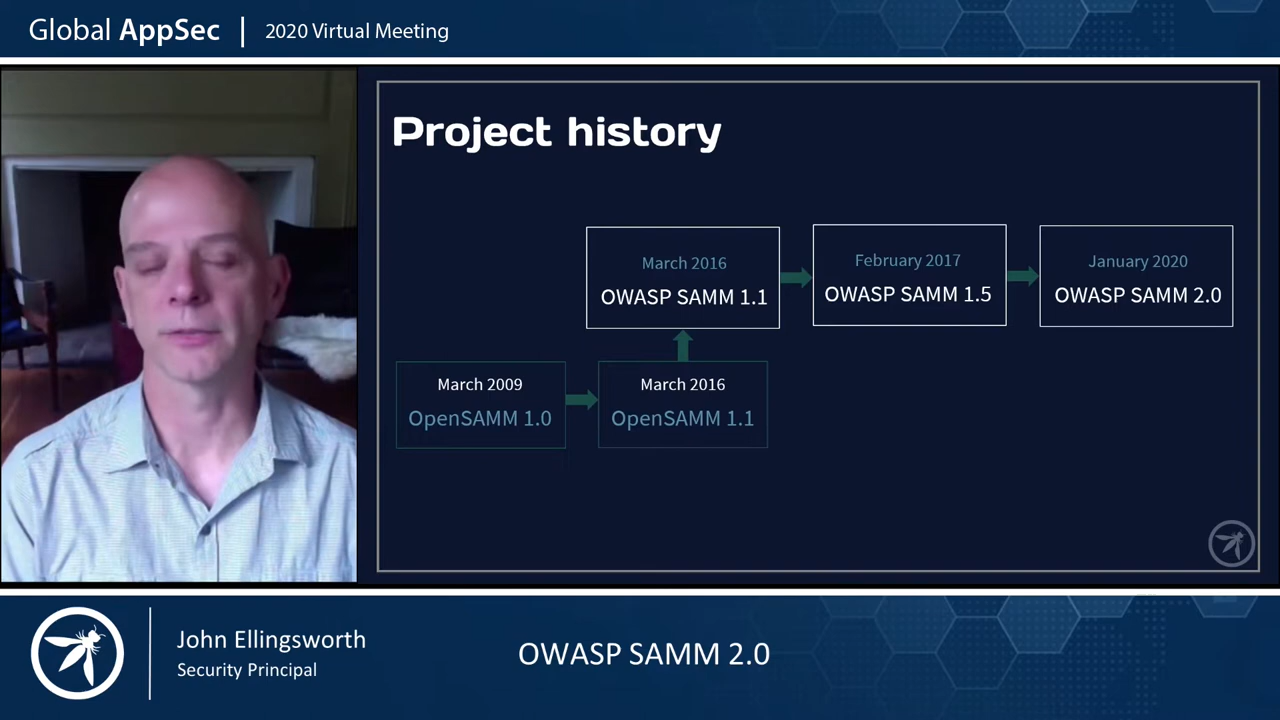 Global AppSec | 2020 Virtual Meeting
Project history
March 2016
OWASP SAMM 1.1
February 2017
OWASP SAMM 1.5
January 2020
OWASP SAMM 2.0
March 2009
OpenSAMM 1.0
March 2016
OpenSAMM 1.1
John Ellingsworth
Security Principal
OWASP SAMM 2.0